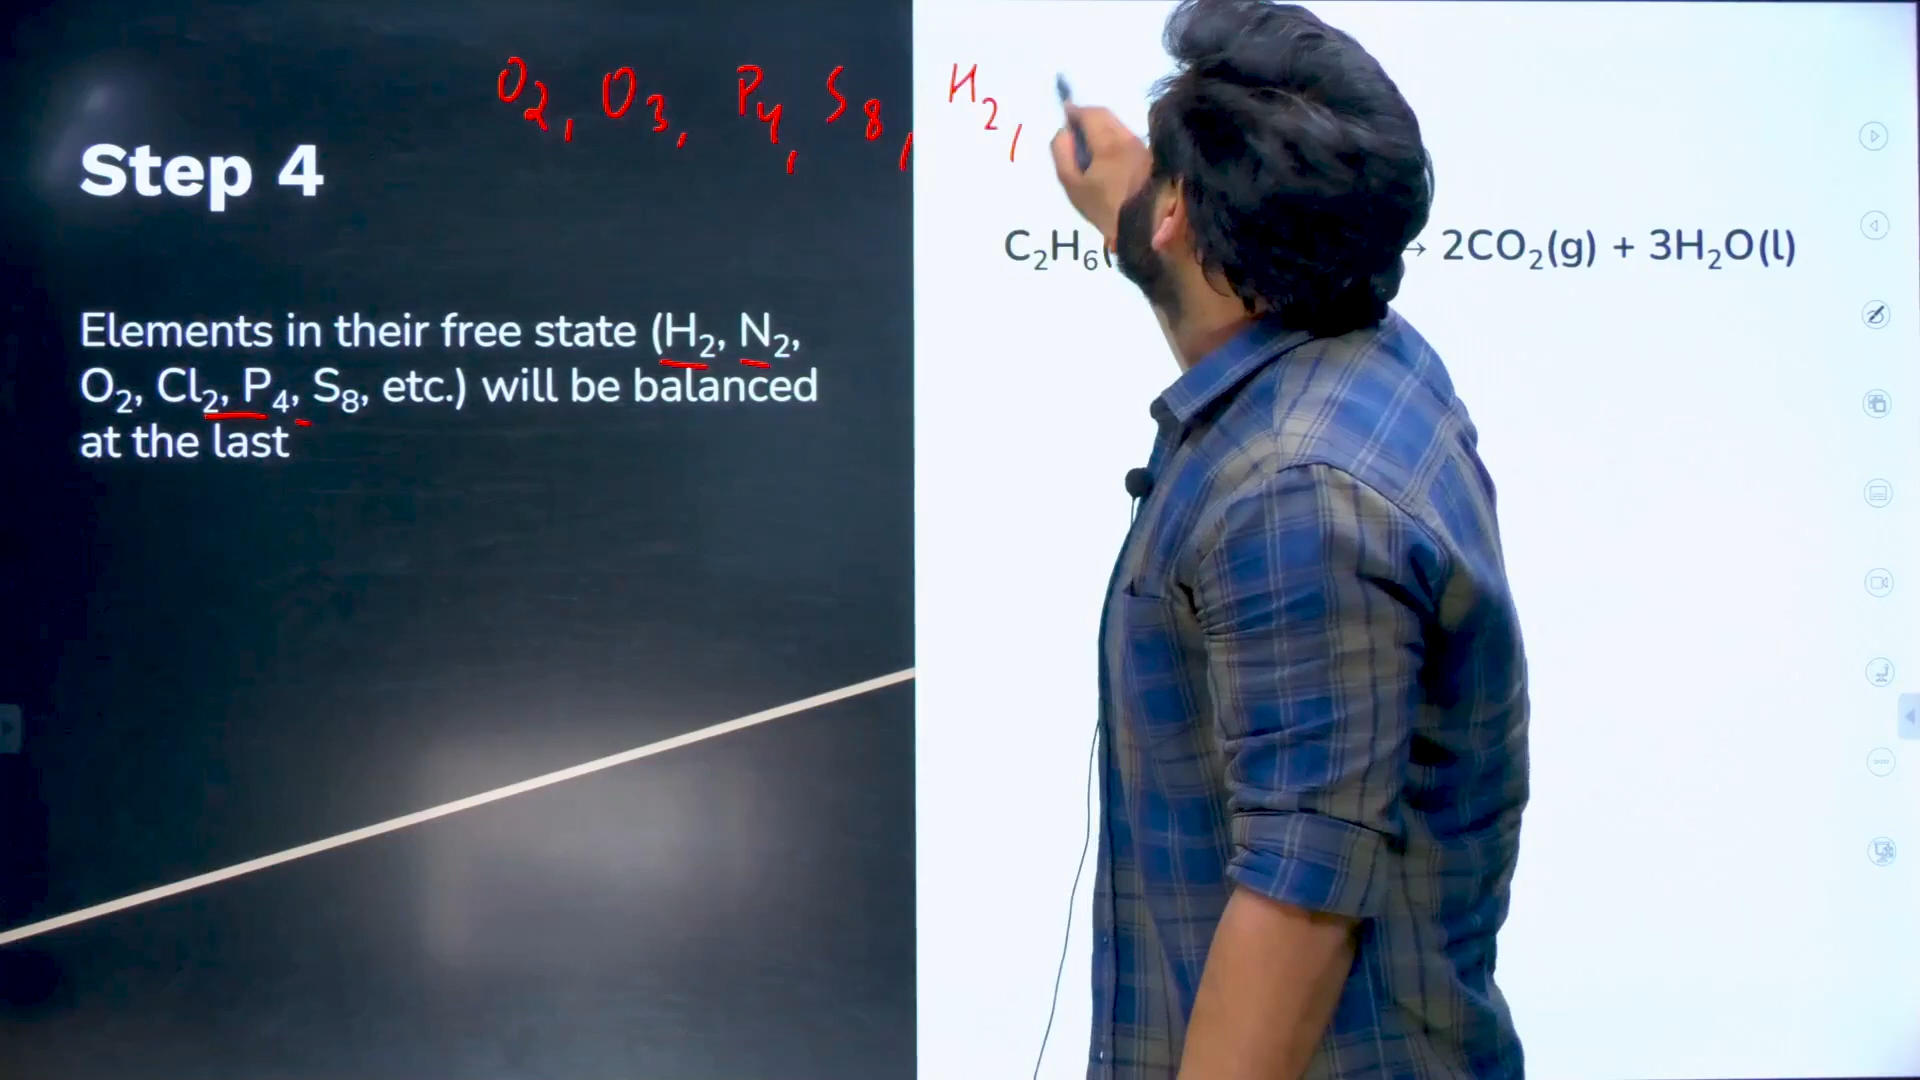 O₂, O₃, P₄, S₈, H₂,
Step 4
Elements in their free state (H₂, N₂,
O₂, Cl₂, P₄, S₈, etc.) will be balanced
at the last
C₂H₆(
→ 2CO₂(g) + 3H₂O(l)